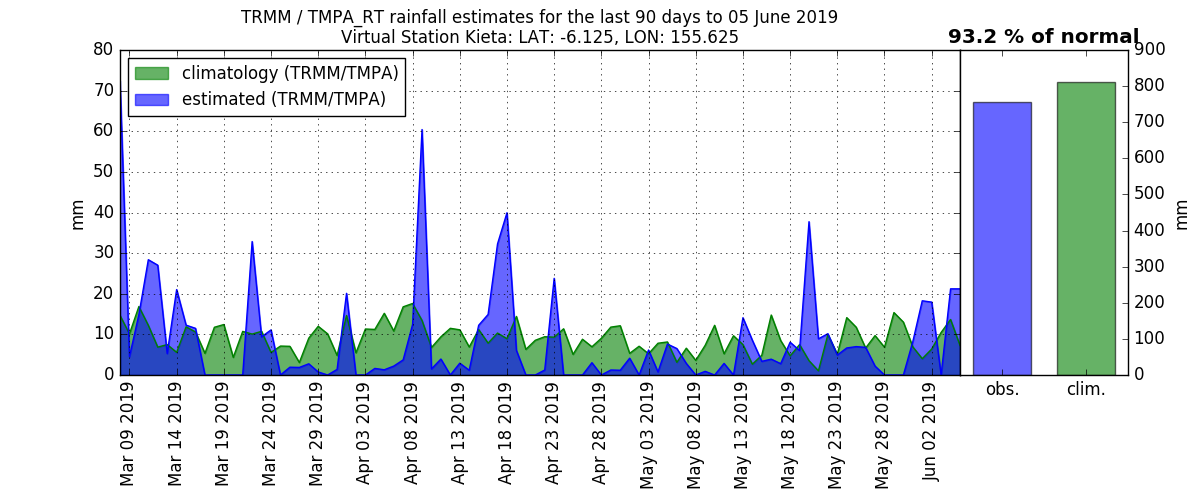 TRMM / TMPA_RT rainfall estimates for the last 90 days to 05 June 2019
Virtual Station Kieta: LAT: -6.125, LON: 155.625
93.2 % of normal
climatology (TRMM/TMPA)
estimated (TRMM/TMPA)
80
70
60
50
40
30
20
10
0
mm
Mar 09 2019
Mar 14 2019
Mar 19 2019
Mar 24 2019
Mar 29 2019
Apr 03 2019
Apr 08 2019
Apr 13 2019
Apr 18 2019
Apr 23 2019
Apr 28 2019
May 03 2019
May 08 2019
May 13 2019
May 18 2019
May 23 2019
May 28 2019
Jun 02 2019
obs.
clim.
900
800
700
600
500
400
300
200
100
0
mm